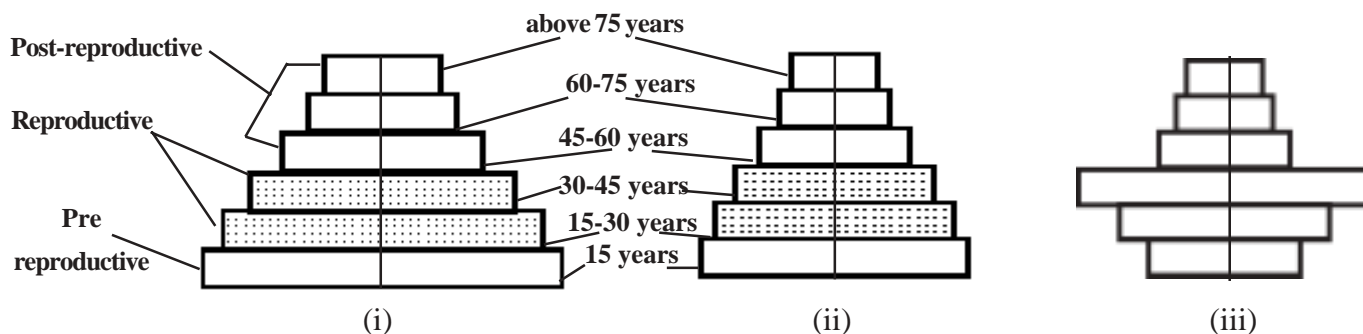 Post-reproductive
Reproductive
Pre
reproductive
above 75 years
60-75 years
45-60 years
30-45 years
15-30 years
15 years
(i)
(ii)
(iii)